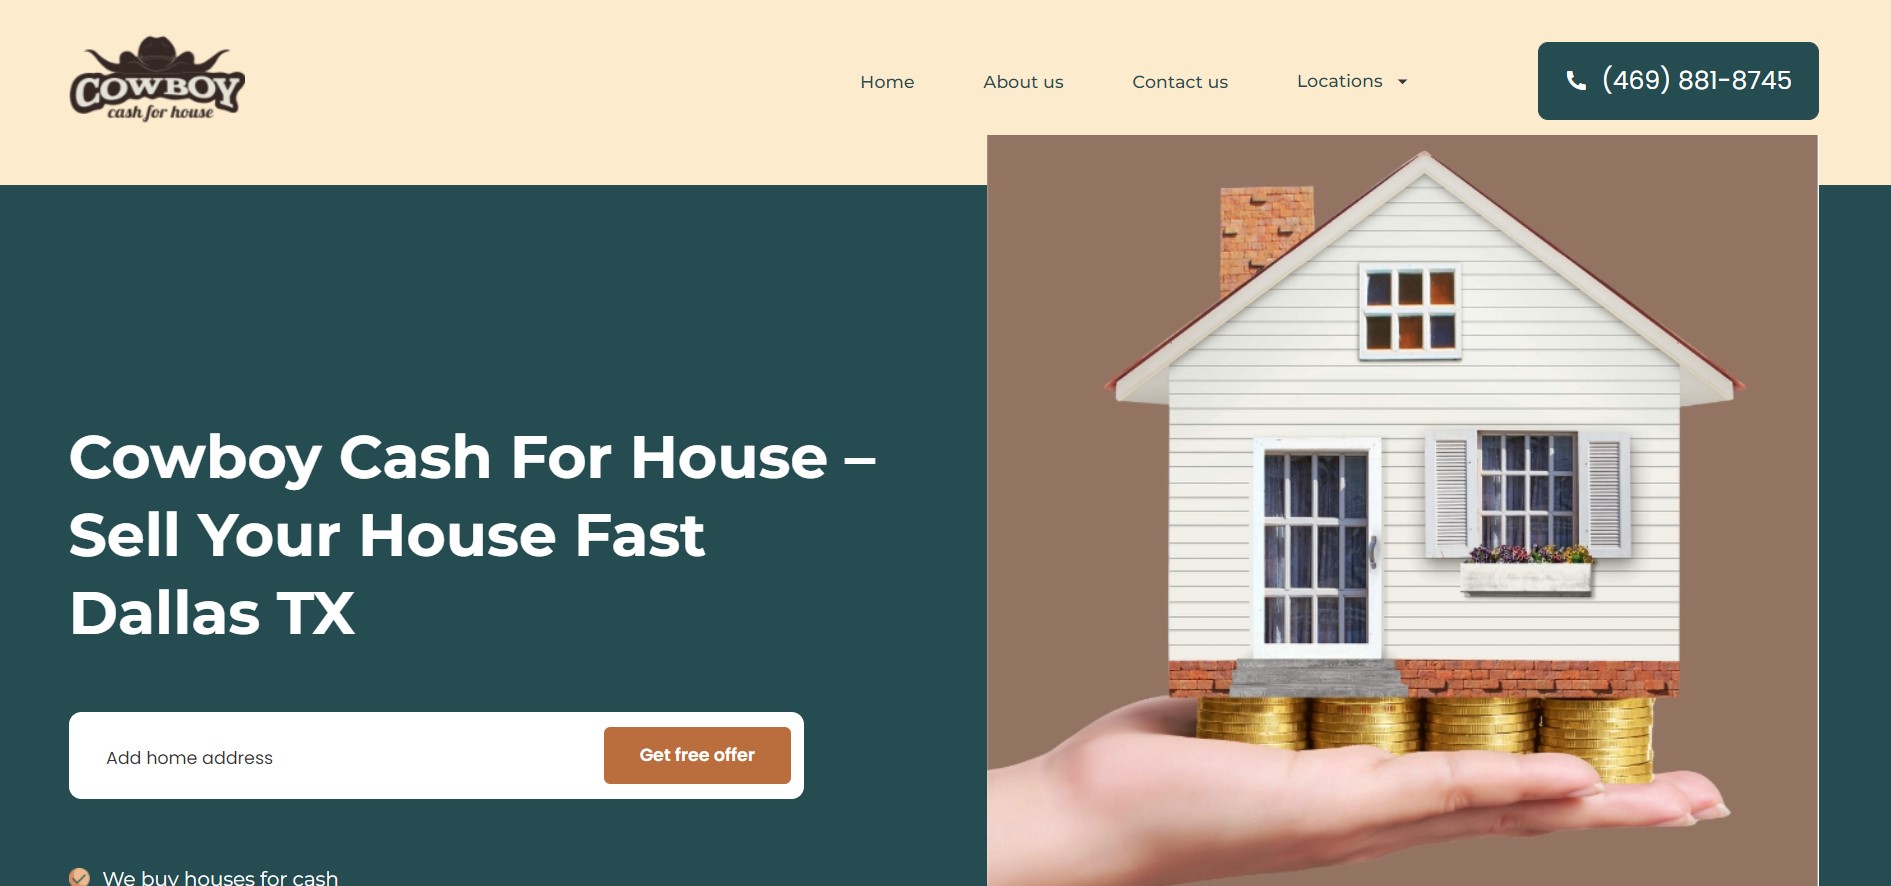 COWBOY
cash for house
Home
About us
Contact us
Locations
(469) 881-8745
Cowboy Cash For House –
Sell Your House Fast
Dallas TX
Add home address
Get free offer
We buy houses for cash